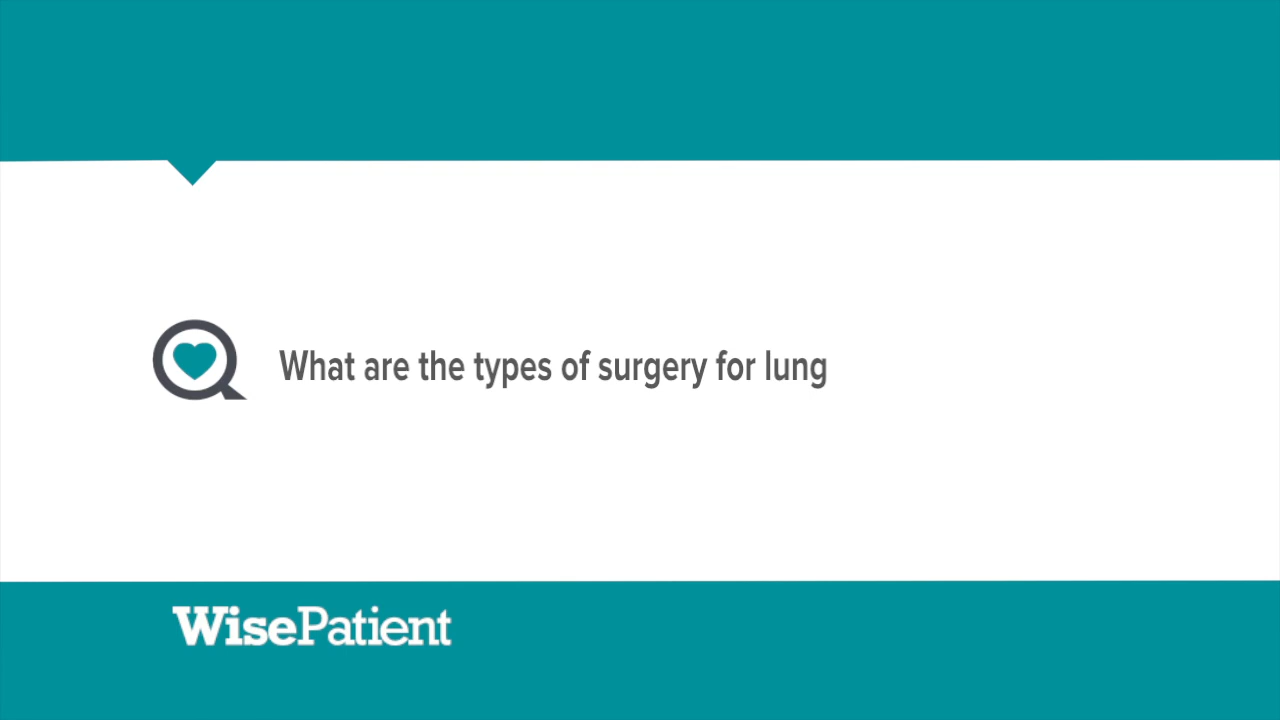 What are the types of surgery for lung
WisePatient